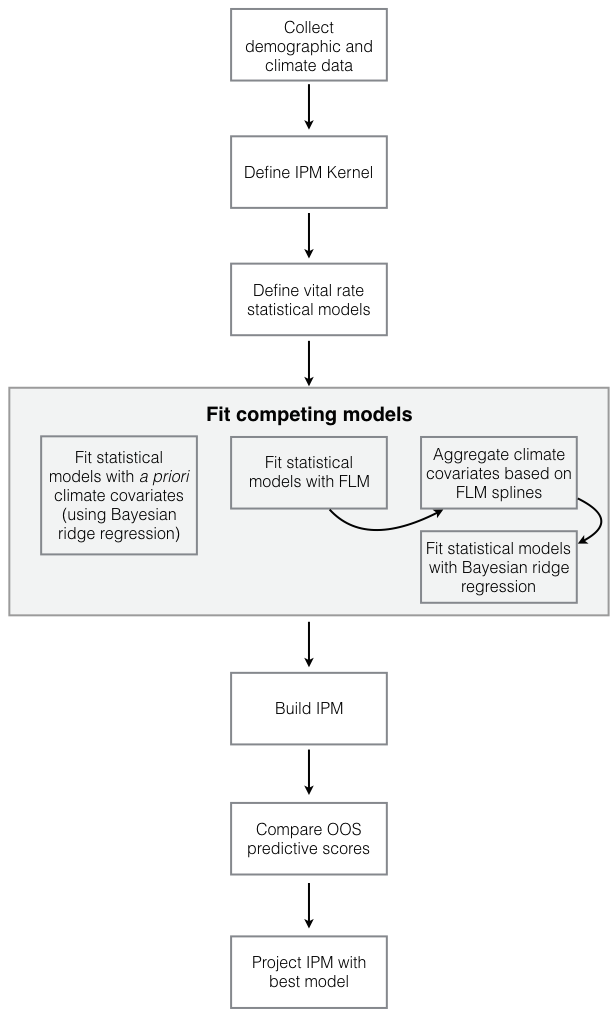 Collect
demographic and
climate data
Define IPM Kernel
Define vital rate
statistical models
Fit competing models
Fit statistical
models with a priori
climate covariates
(using Bayesian
ridge regression)
Fit statistical
models with FLM
Aggregate climate
covariates based on
FLM splines
Fit statistical models
with Bayesian ridge
regression
Build IPM
Compare OOS
predictive scores
Project IPM with
best model